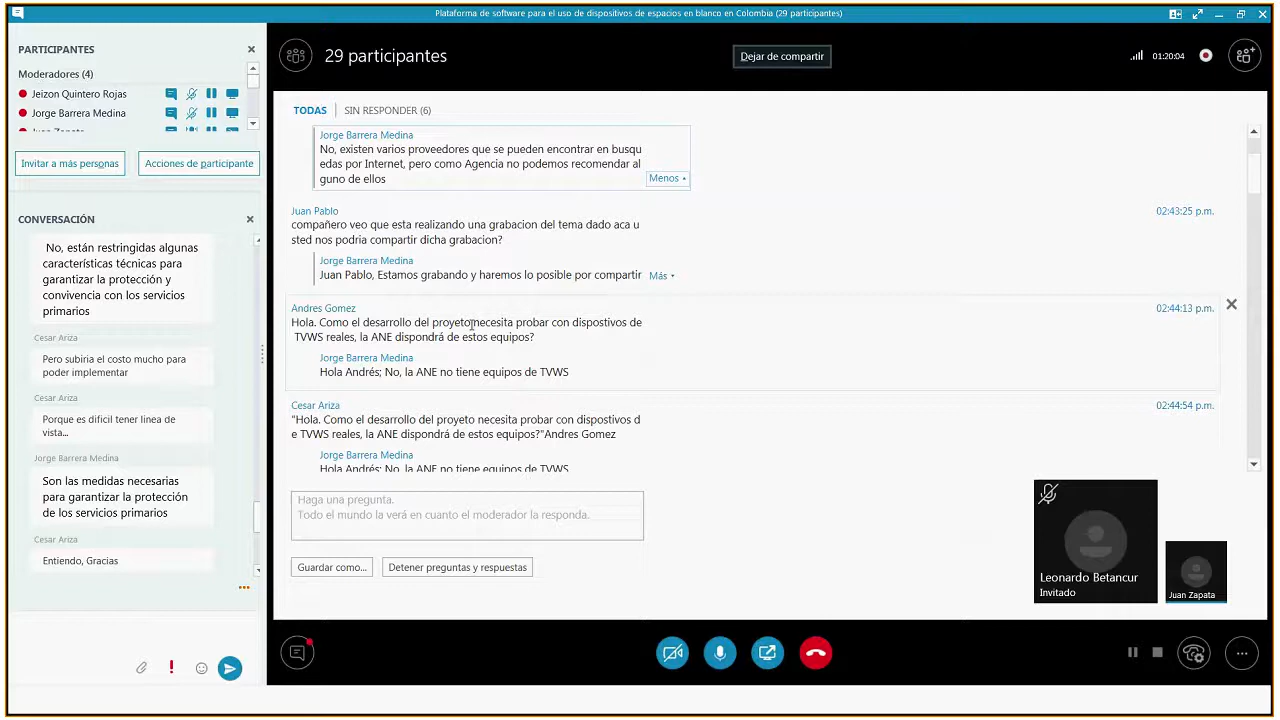 Plataforma de software para el uso de dispositivos de espacios en blanco en Colombia (29 participantes)
PARTICIPANTES
Moderadores (4)
Jeizon Quintero Rojas
Jorge Barrera Medina
Juan Zapata
Invitar a más personas
Acciones de participante
CONVERSACIÓN
No, están restringidas algunas
características técnicas para
garantizar la protección y
convivencia con los servicios
primarios
Cesar Ariza
Pero subiria el costo mucho para
poder implementar
Cesar Ariza
Porque es dificil tener linea de
vista...
Jorge Barrera Medina
Son las medidas necesarias
para garantizar la protección
de los servicios primarios
Cesar Ariza
Entiendo, Gracias
29 participantes
Dejar de compartir
01:20:04
TODAS
SIN RESPONDER (6)
Jorge Barrera Medina
No, existen varios proveedores que se pueden encontrar en busqu
edas por Internet, pero como Agencia no podemos recomendar al
guno de ellos
Menos
Juan Pablo
02:43:25 p.m.
compañero veo que esta realizando una grabacion del tema dado aca u
sted nos podria compartir dicha grabacion?
Jorge Barrera Medina
Juan Pablo, Estamos grabando y haremos lo posible por compartir
Más
Andres Gomez
02:44:13 p.m.
Hola. Como el desarrollo del proyeto necesita probar con dispostivos de
TVWS reales, la ANE dispondrá de estos equipos?
Jorge Barrera Medina
Hola Andrés; No, la ANE no tiene equipos de TVWS
Cesar Ariza
02:44:54 p.m.
"Hola. Como el desarrollo del proyeto necesita probar con dispostivos d
e TVWS reales, la ANE dispondrá de estos equipos?"Andres Gomez
Jorge Barrera Medina
Hola Andrés; No, la ANE no tiene equipos de TVWS
Haga una pregunta.
Todo el mundo la verá en cuanto el moderador la responda.
Guardar como...
Detener preguntas y respuestas
Leonardo Betancur
Invitado
Juan Zapata